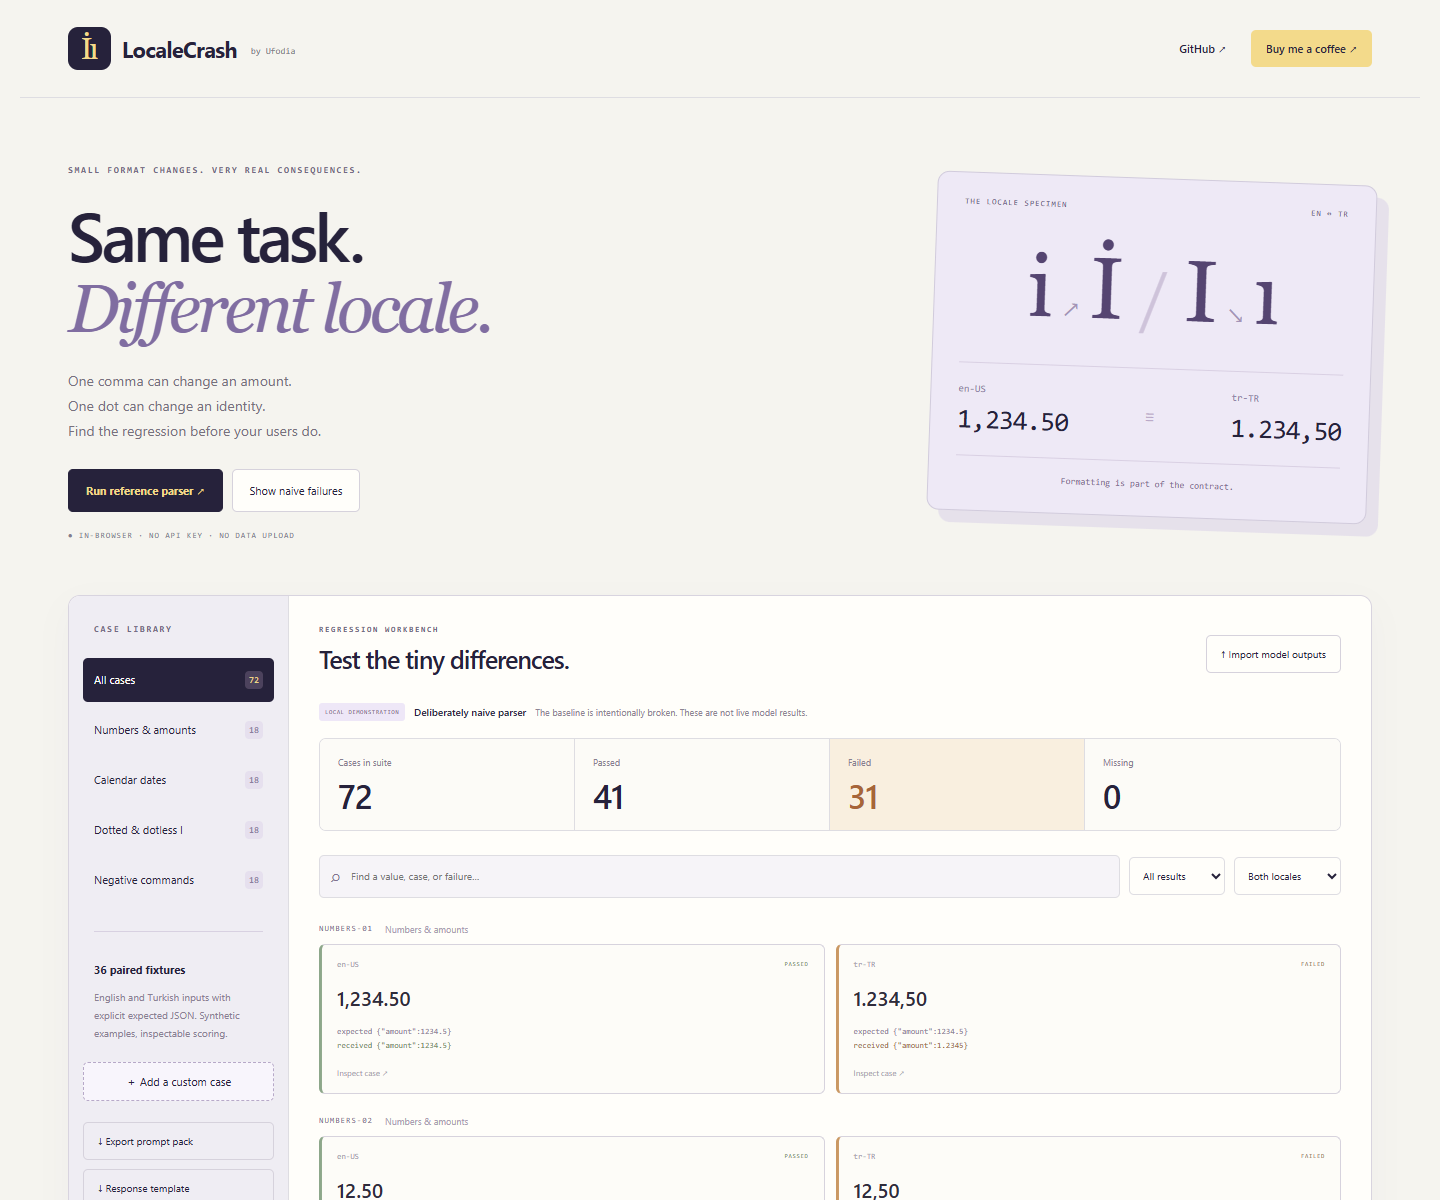 İı
LocaleCrash
by Ufodia
GitHub ↗
Buy me a coffee ↗
SMALL FORMAT CHANGES. VERY REAL CONSEQUENCES.
Same task.
Different locale.
One comma can change an amount.
One dot can change an identity.
Find the regression before your users do.
Run reference parser ↗
Show naive failures
● IN-BROWSER · NO API KEY · NO DATA UPLOAD
THE LOCALE SPECTMEN
EN ↔ TR
i ↗ İ / I ↘ ı
en-US
tr-TR
1,234.50
≡
1.234,50
Formatting is part of the contract.
CASE LIBRARY
All cases 72
Numbers & amounts 18
Calendar dates 18
Dotted & dotless I 18
Negative commands 18
36 paired fixtures
English and Turkish inputs with
explicit expected JSON. Synthetic
examples, inspectable scoring.
+ Add a custom case
↓ Export prompt pack
↓ Response template
REGRESSION WORKBENCH
Test the tiny differences.
↑ Import model outputs
LOCAL DEMONSTRATION Deliberately naive parser The baseline is intentionally broken. These are not live model results.
Cases in suite
72
Passed
41
Failed
31
Missing
0
Find a value, case, or failure...
All results
Both locales
NUMBERS-01 Numbers & amounts
en-US PASSED
1,234.50
expected {"amount":1234.5}
received {"amount":1234.5}
Inspect case ↗
tr-TR FAILED
1.234,50
expected {"amount":1234.5}
received {"amount":1.2345}
Inspect case ↗
NUMBERS-02 Numbers & amounts
en-US PASSED
12.50
tr-TR FAILED
12,50